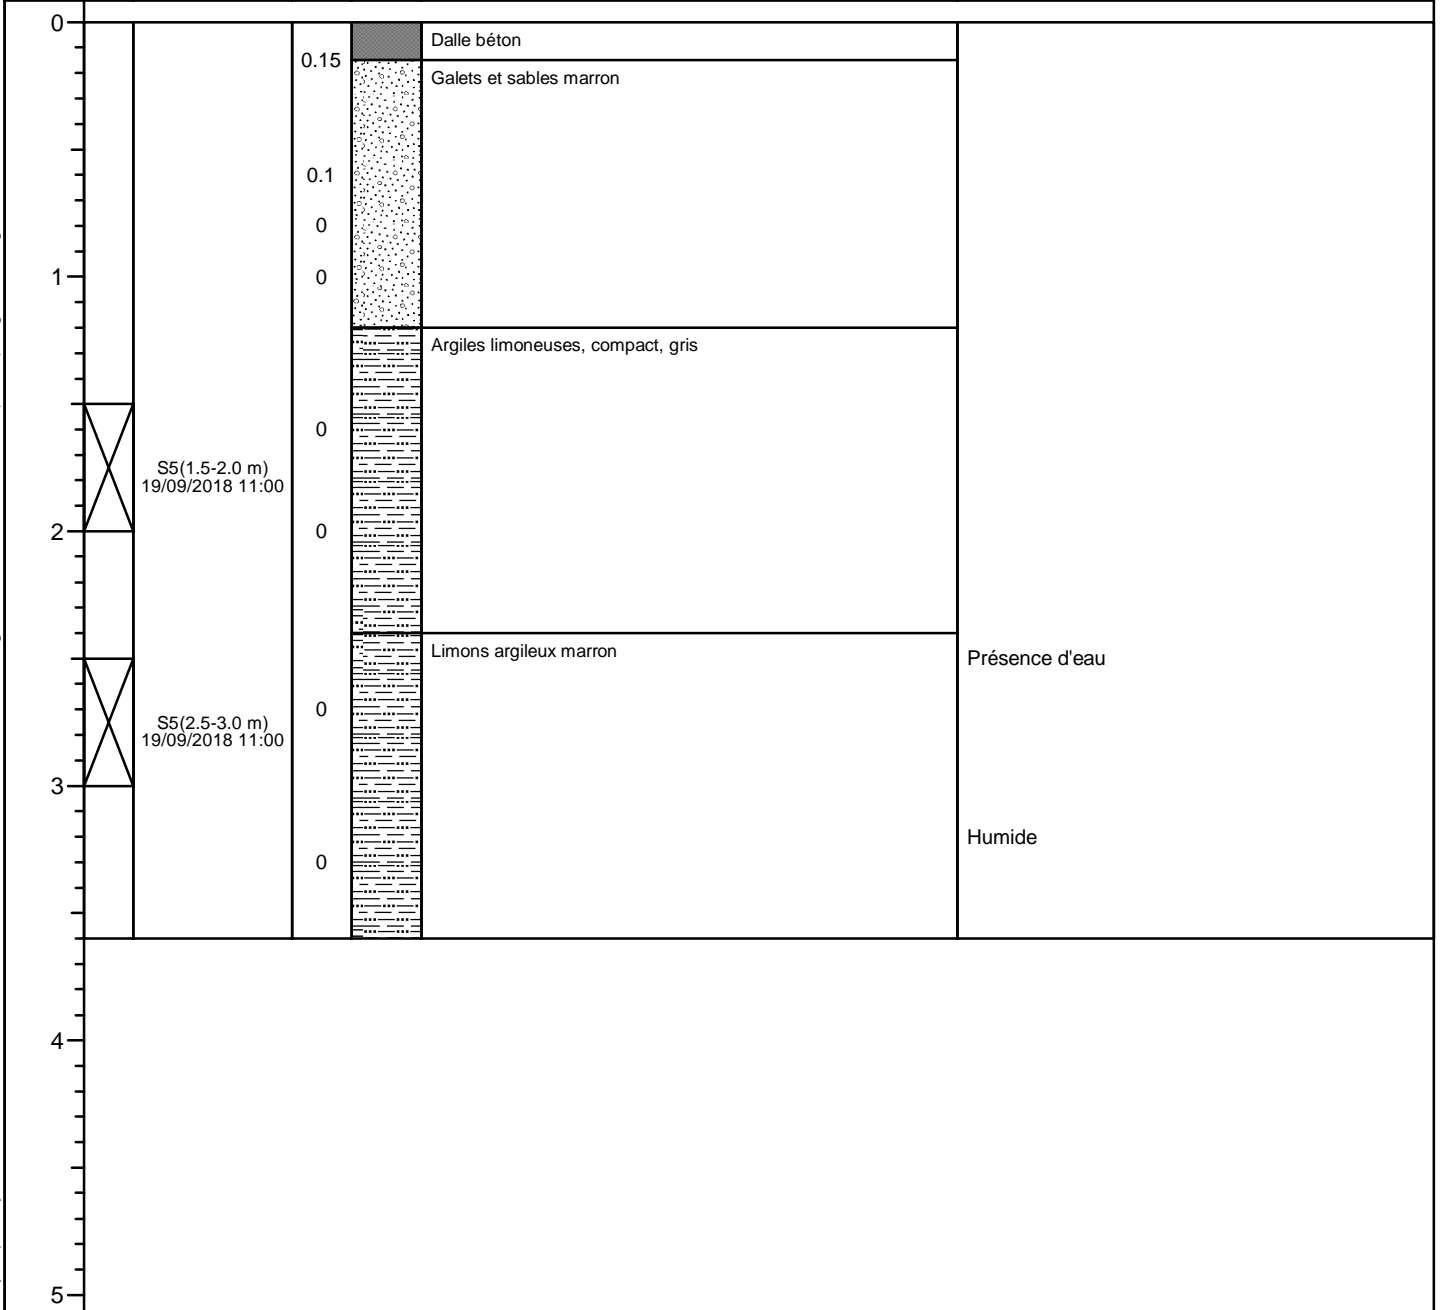 0
Dalle béton
0.15
Galets et sables marron
0.1
0
1
0
Argiles limoneuses, compact, gris
0
S5(1.5-2.0 m)
19/09/2018 11:00
2
0
Limons argileux marron
Présence d'eau
0
S5(2.5-3.0 m)
19/09/2018 11:00
3
Humide
0
4
5